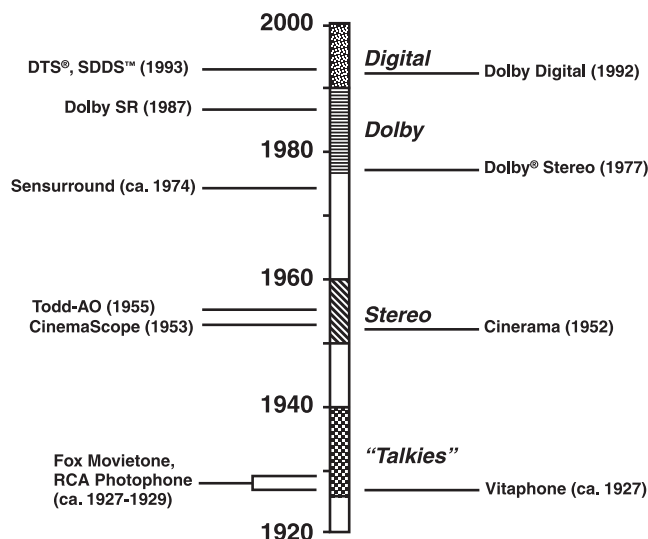 2000
Digital
DTS®, SDDS™ (1993)
Dolby Digital (1992)
Dolby SR (1987)
Dolby
1980
Dolby® Stereo (1977)
Sensurround (ca. 1974)
1960
Todd-AO (1955)
Stereo
CinemaScope (1953)
Cinerama (1952)
1940
“Talkies”
Fox Movietone,
RCA Photophone
(ca. 1927-1929)
Vitaphone (ca. 1927)
1920